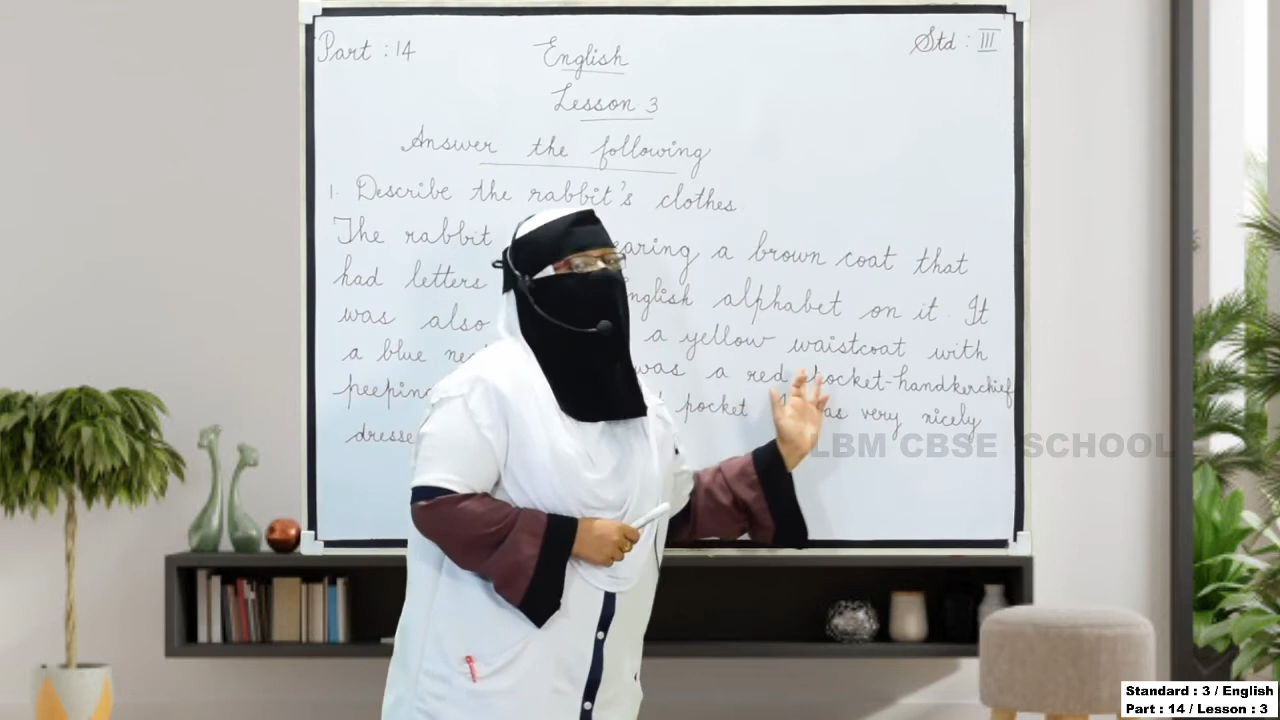 Part : 14
English
Std : III
Lesson 3
Answer the following
1. Describe the rabbit's clothes.
The rabbit earing a brown coat that
had letters nglish alphabet on it. It
was also a yellow waistcoat with
a blue was a red pocket-handkerchief
peeping pocket as very nicely
dresse
LBM CBSE SCHOOL
Standard : 3 / English
Part : 14 / Lesson : 3